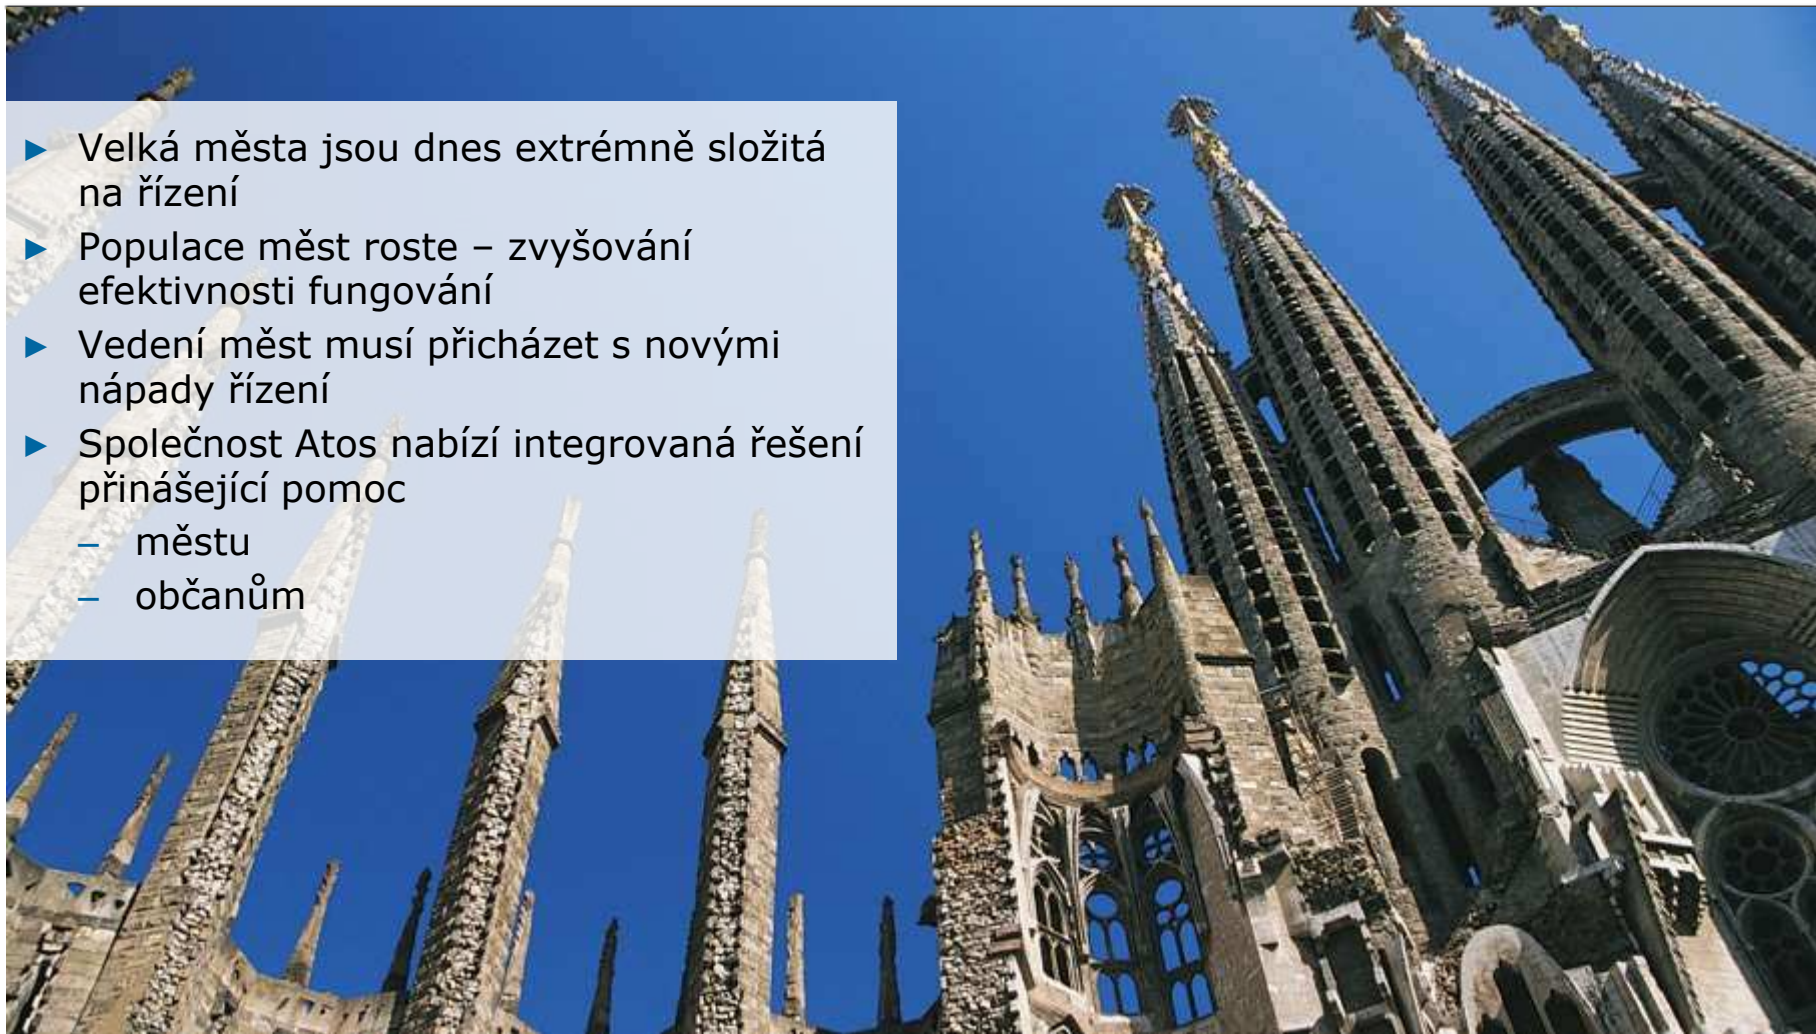 ► Velká města jsou dnes extrémně složitá
na řízení
► Populace měst roste – zvyšování
efektivnosti fungování
► Vedení měst musí přicházet s novými
nápady řízení
► Společnost Atos nabízí integrovaná řešení
přinášející pomoc
– městu
– občanům